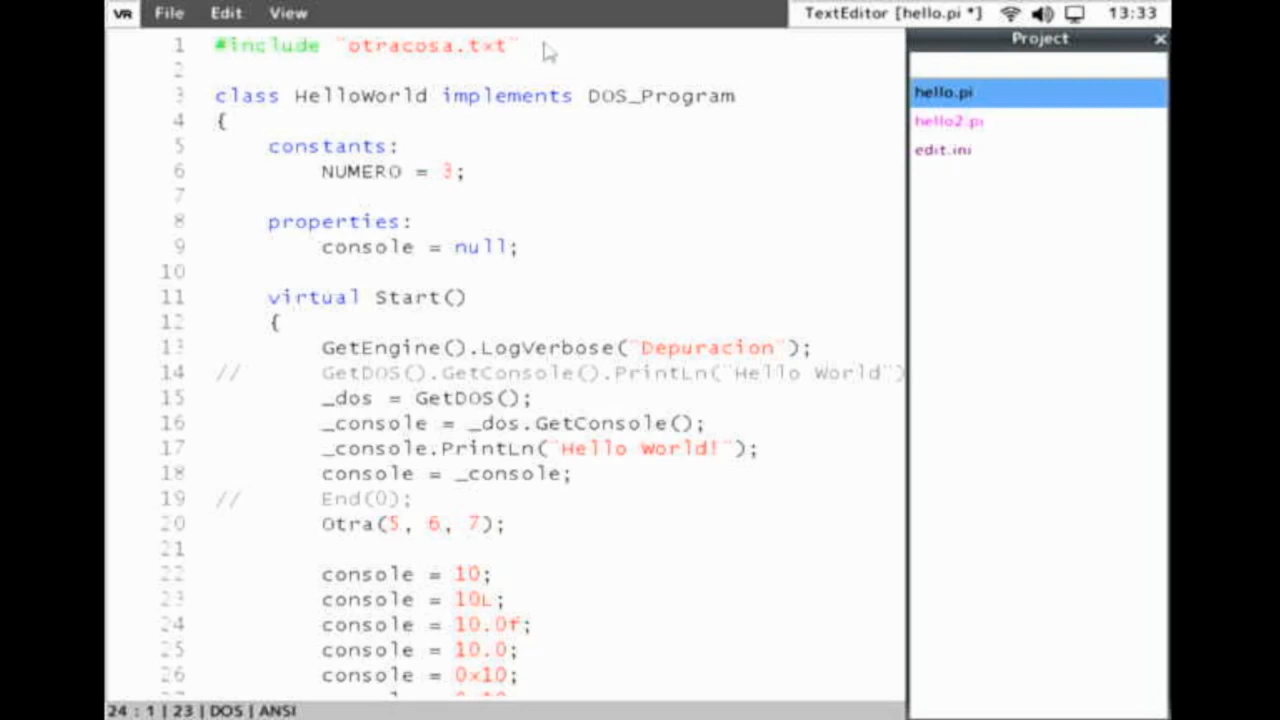 VR File Edit View TextEditor [hello.pi *] 13:33
Project ×
1 #include "otracosa.txt"
2
3 class HelloWorld implements DOS_Program
4 {
5 constants:
6 NUMERO = 3;
7
8 properties:
9 console = null;
10
11 virtual Start()
12 {
13 GetEngine().LogVerbose("Depuracion");
14 // GetDOS().GetConsole().PrintLn("Hello World")
15 _dos = GetDOS();
16 _console = _dos.GetConsole();
17 _console.PrintLn("Hello World!");
18 console = _console;
19 // End(0);
20 Otra(5, 6, 7);
21
22 console = 10;
23 console = 10L;
24 console = 10.0f;
25 console = 10.0;
26 console = 0x10;
hello.pi
hello2.pi
edit.ini
24 : 1 | 23 | DOS | ANSI